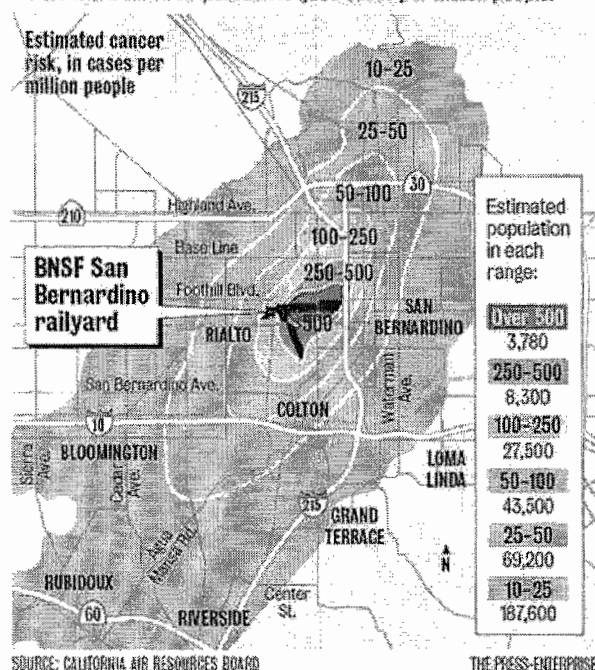 Estimated cancer
risk, in cases per
million people
10-25
215
25-50
50-100
30
210
Highland Ave.
100-250
Base Line
250-500
BNSF San
Bernardino
railyard
Foothill Blvd.
500
RIALTO
SAN
BERNARDINO
San Bernardino Ave.
Waterman
Ave.
COLTON
10
BLOOMINGTON
Sierra
Ave.
Cedar
Ave.
LOMA
LINDA
Agua
Mansa Rd.
215
GRAND
TERRACE
N
RUBIDOUX
Center
St.
60
RIVERSIDE
Estimated
population
in each
range:
Over 500
3,780
250-500
8,300
100-250
27,500
50-100
43,500
25-50
69,200
10-25
187,600
SOURCE: CALIFORNIA AIR RESOURCES BOARD
THE PRESS-ENTERPRISE